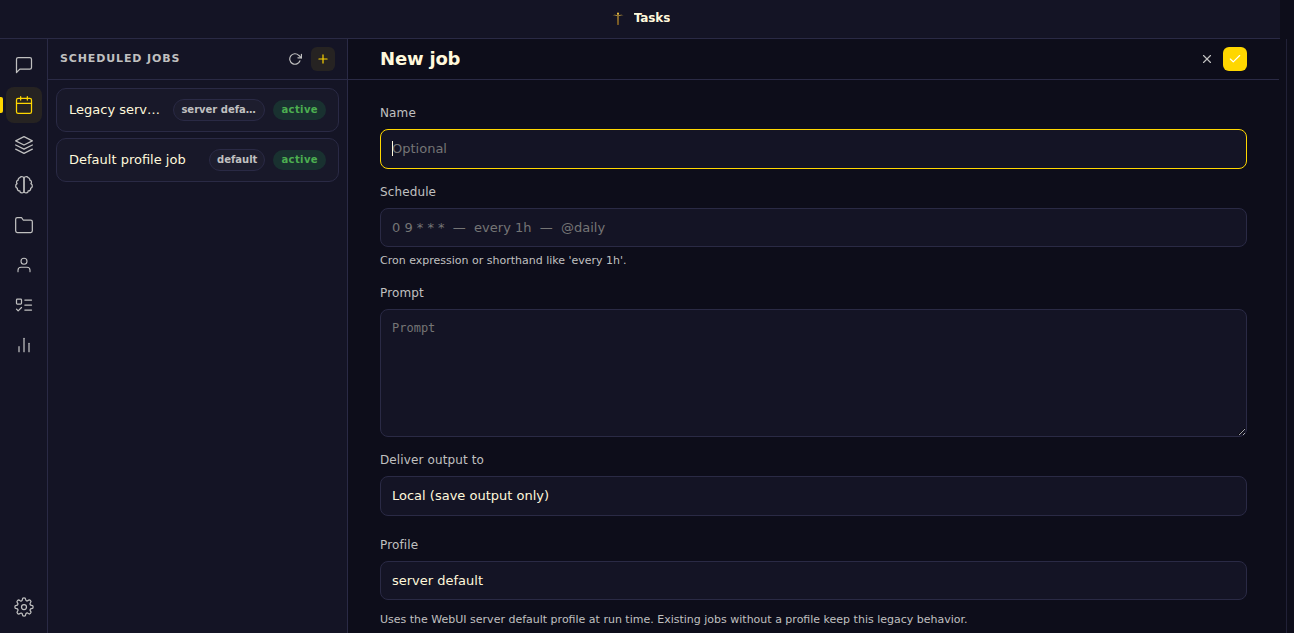 Tasks
SCHEDULED JOBS
Legacy serv… server defa… active
Default profile job default active
New job
Name
Optional
Schedule
0 9 * * * — every 1h — @daily
Cron expression or shorthand like 'every 1h'.
Prompt
Prompt
Deliver output to
Local (save output only)
Profile
server default
Uses the WebUI server default profile at run time. Existing jobs without a profile keep this legacy behavior.